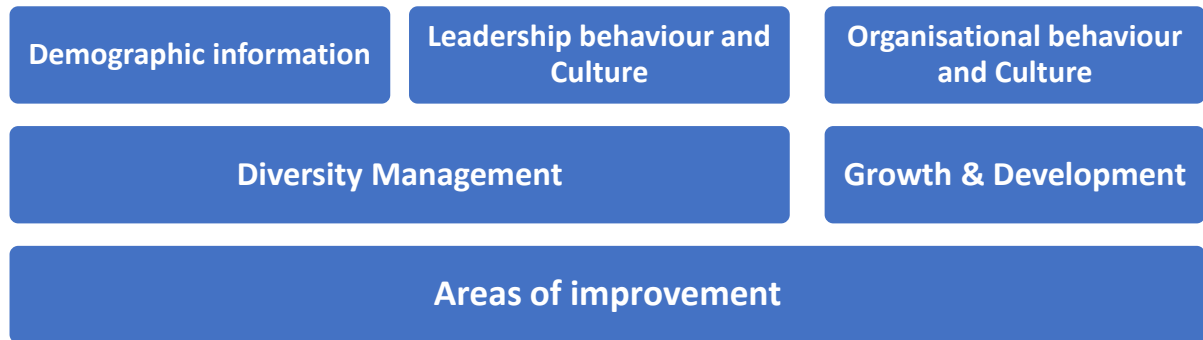 Demographic information
Leadership behaviour and
Culture
Organisational behaviour
and Culture
Diversity Management
Growth & Development
Areas of improvement